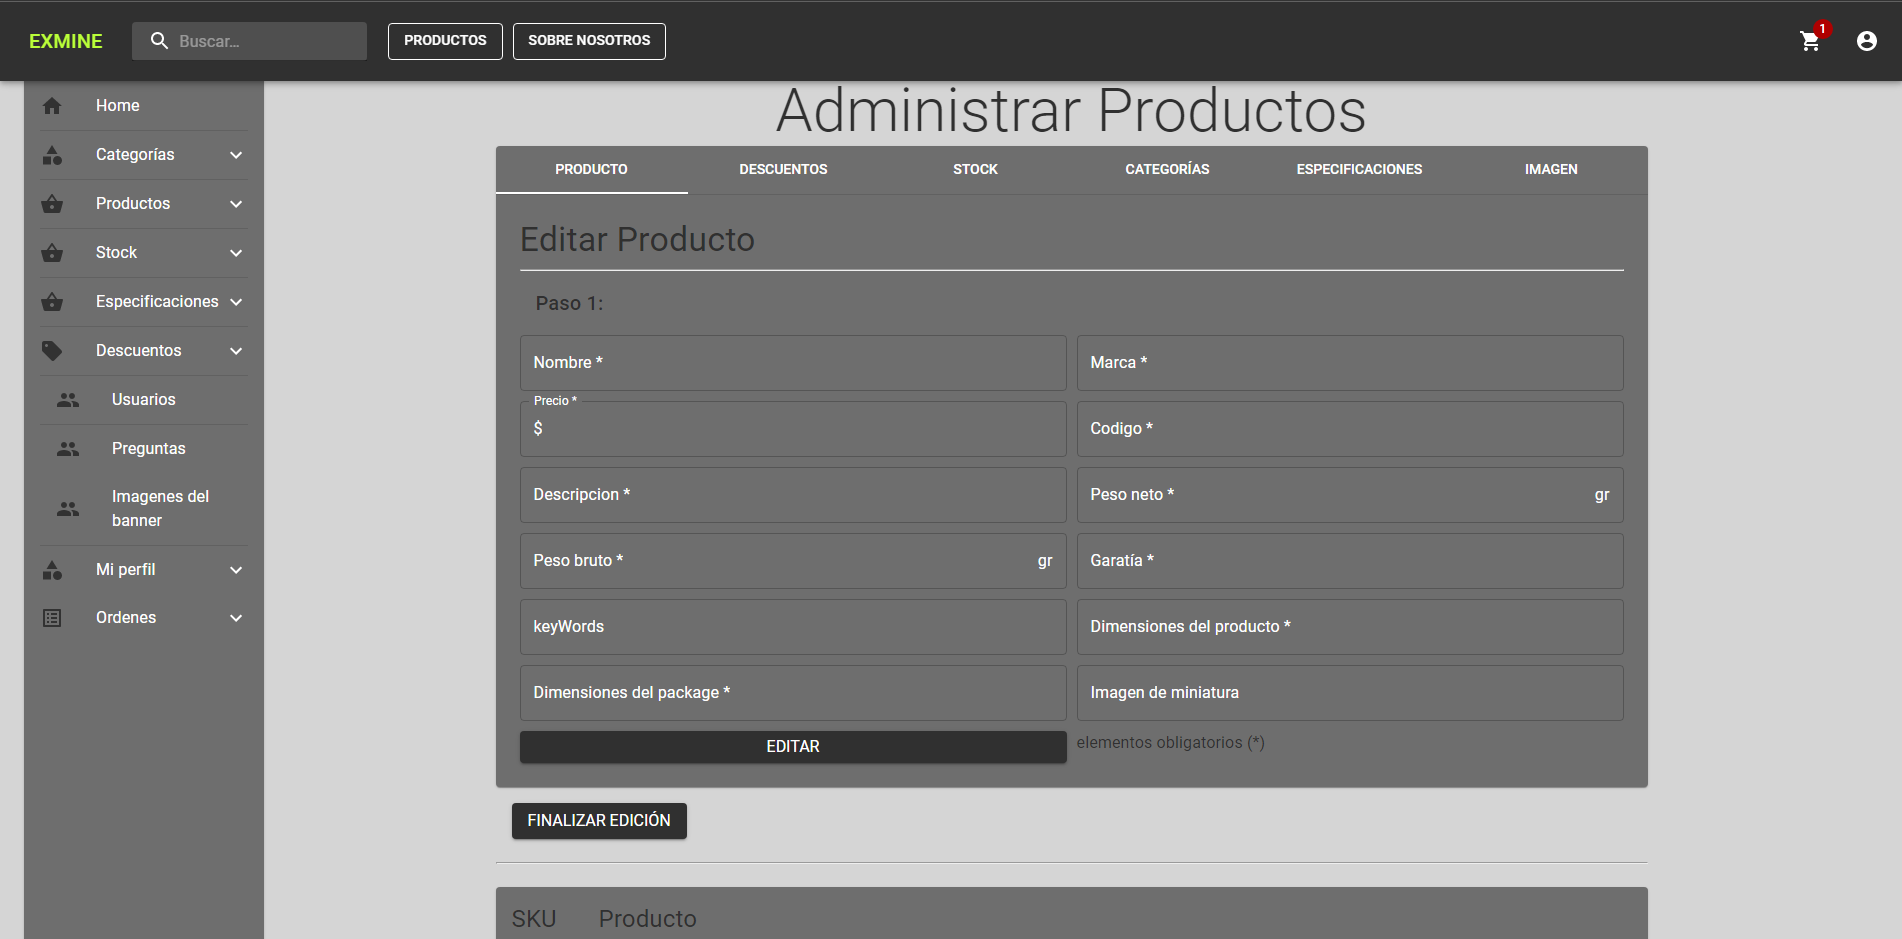 EXMINE
Buscar...
PRODUCTOS
SOBRE NOSOTROS
1
Home
Categorías
Productos
Stock
Especificaciones
Descuentos
Usuarios
Preguntas
Imagenes del
banner
Mi perfil
Ordenes
Administrar Productos
PRODUCTO
DESCUENTOS
STOCK
CATEGORÍAS
ESPECIFICACIONES
IMAGEN
Editar Producto
Paso 1:
Nombre *
Marca *
Precio *
$
Codigo *
Descripcion *
Peso neto *
gr
Peso bruto *
gr
Garatía *
keyWords
Dimensiones del producto *
Dimensiones del package *
Imagen de miniatura
EDITAR
elementos obligatorios (*)
FINALIZAR EDICIÓN
SKU
Producto